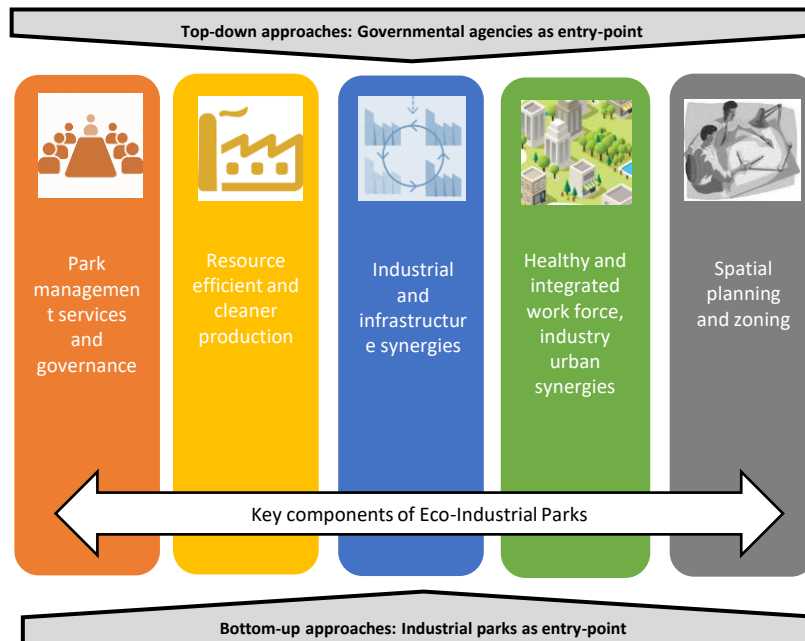 Top-down approaches: Governmental agencies as entry-point
Park
managemen
t services
and
governance
Resource
efficient and
cleaner
production
Industrial
and
infrastructur
e synergies
Healthy and
integrated
work force,
industry
urban
synergies
Spatial
planning
and zoning
Key components of Eco-Industrial Parks
Bottom-up approaches: Industrial parks as entry-point